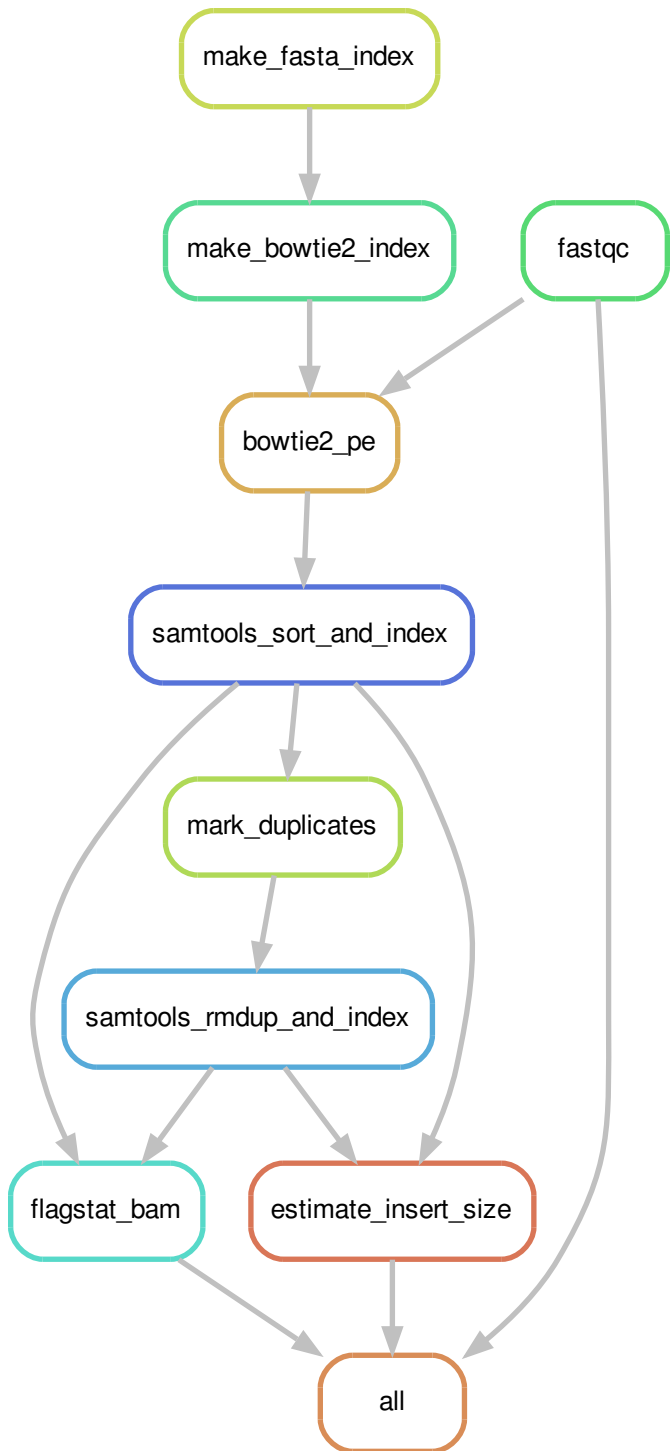 make_fasta_index
make_bowtie2_index
fastqc
bowtie2_pe
samtools_sort_and_index
mark_duplicates
samtools_rmdup_and_index
flagstat_bam
estimate_insert_size
all